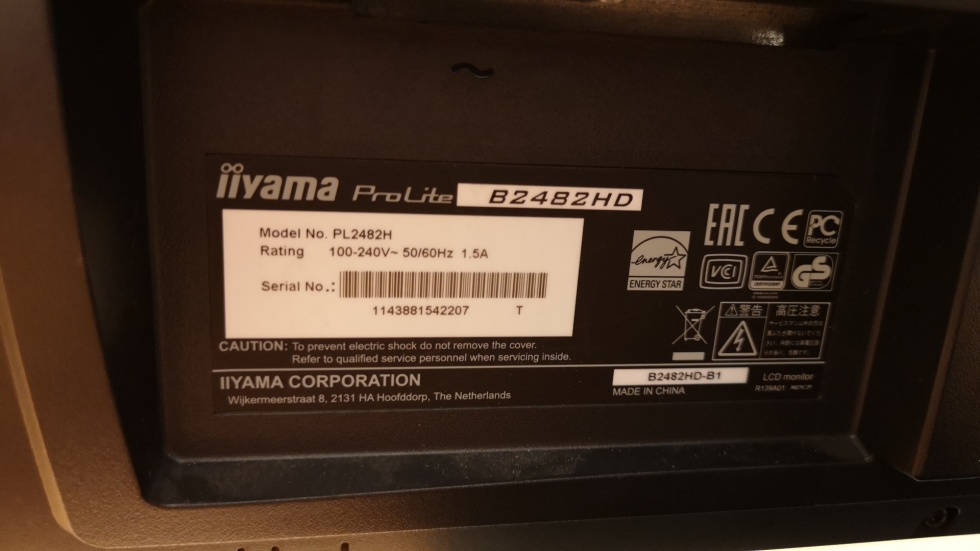 iiyama ProLite B2482HD
Model No. PL2482H
Rating 100-240V~ 50/60Hz 1.5A
Serial No.:
1143881542207 T
EAC CE PC
Recycle
energy
ENERGY STAR
VCI
GS
警告 高圧注意
CAUTION: To prevent electric shock do not remove the cover.
Refer to qualified service personnel when servicing inside.
IIYAMA CORPORATION
Wijkermeerstraat 8, 2131 HA Hoofddorp, The Netherlands
B2482HD-B1 LCD monitor
MADE IN CHINA R139A01